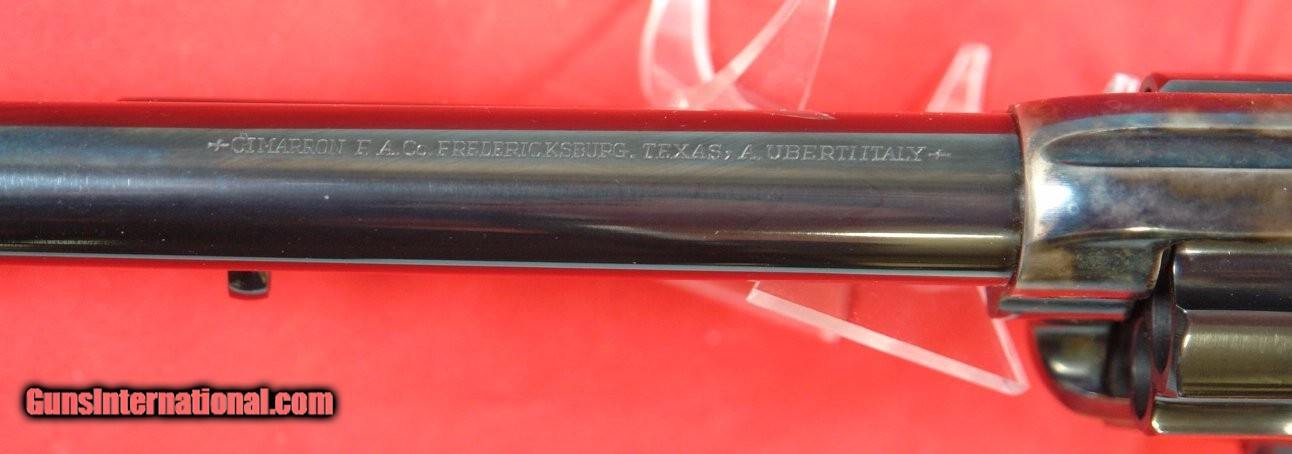 CIMARRON F. A. Co. FREDERICKSBURG, TEXAS; A. UBERTI ITALY
GunsInternational.com